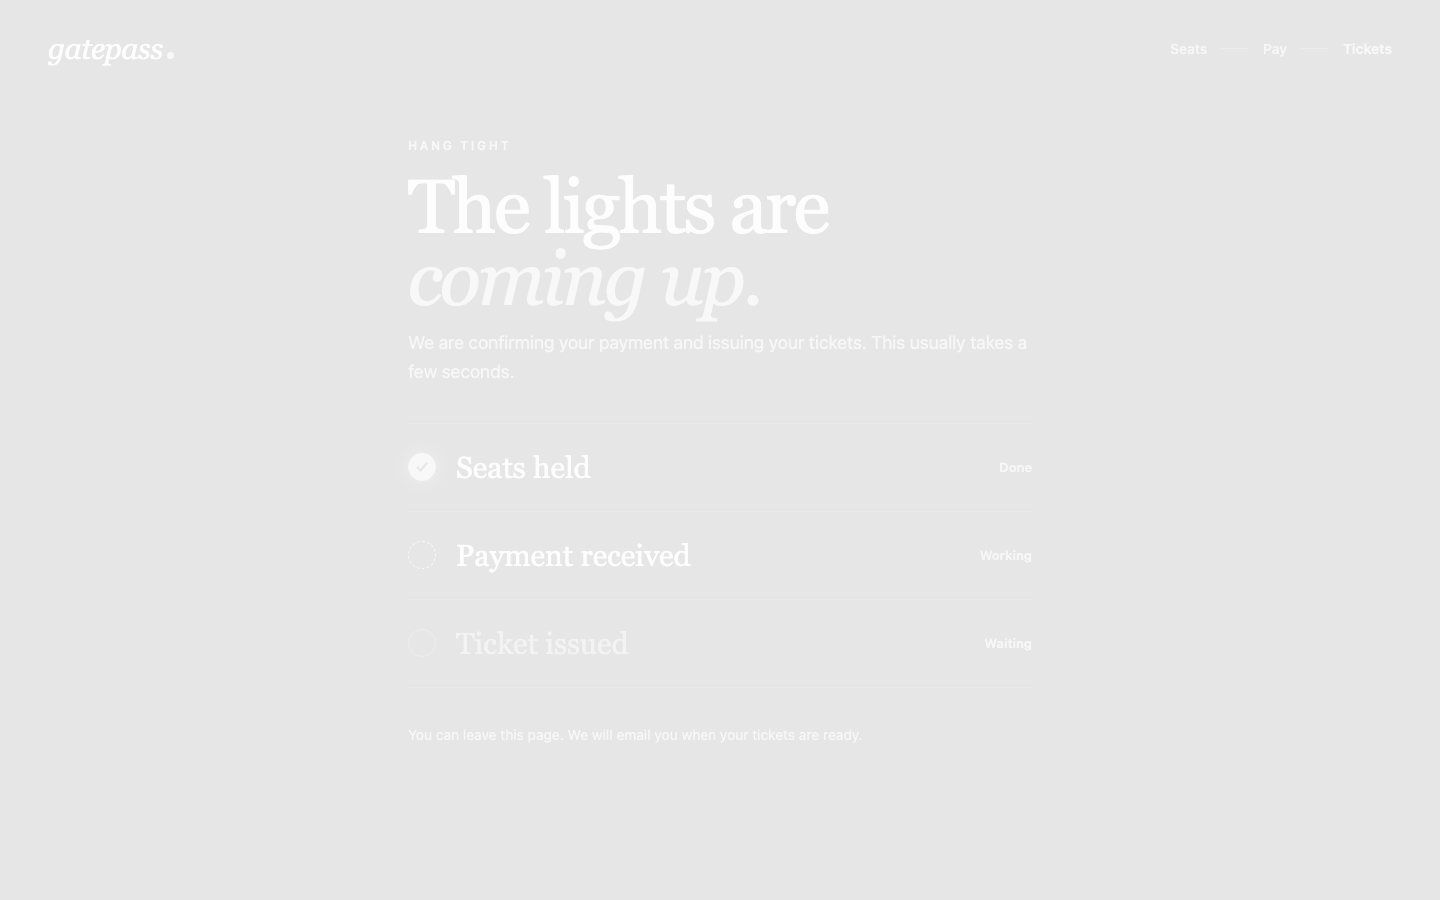 gatepass.
Seats Pay Tickets
HANG TIGHT
The lights are
coming up.
We are confirming your payment and issuing your tickets. This usually takes a
few seconds.
Seats held Done
Payment received Working
Ticket issued Waiting
You can leave this page. We will email you when your tickets are ready.